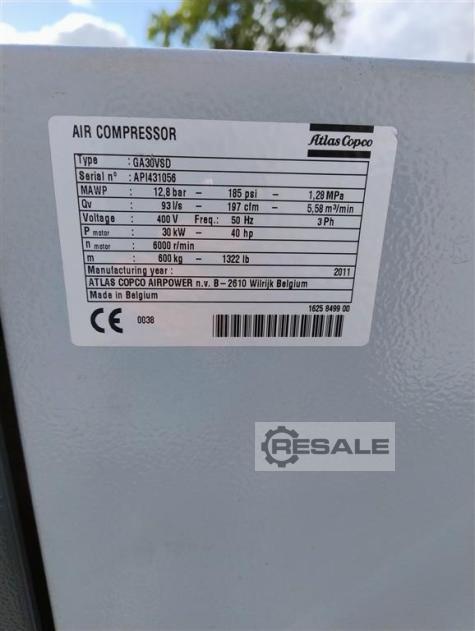 AIR COMPRESSOR
Atlas Copco
Type : GA30VSD
Serial n° : API431056
MAWP : 12,8 bar – 185 psi – 1,28 MPa
Qv : 93 l/s – 197 cfm – 5,58 m³/min
Voltage : 400 V Freq.: 50 Hz 3 Ph
P motor : 30 kW – 40 hp
n motor : 6000 r/min
m : 600 kg – 1322 lb
Manufacturing year : 2011
ATLAS COPCO AIRPOWER n.v. B–2610 Wilrijk Belgium
Made in Belgium
1625 8499 00
CE 0038
RESALE